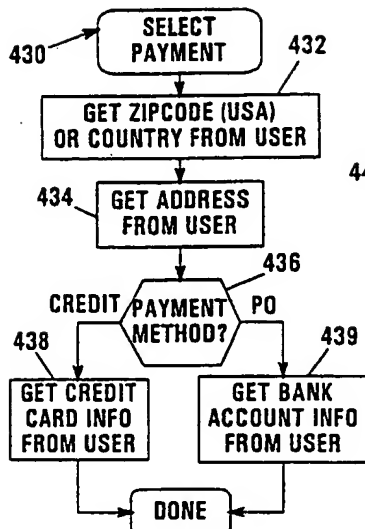 430
SELECT
PAYMENT
432
GET ZIPCODE (USA)
OR COUNTRY FROM USER
434
GET ADDRESS
FROM USER
44
436
CREDIT
PAYMENT
METHOD?
PO
438
GET CREDIT
CARD INFO
FROM USER
439
GET BANK
ACCOUNT INFO
FROM USER
DONE